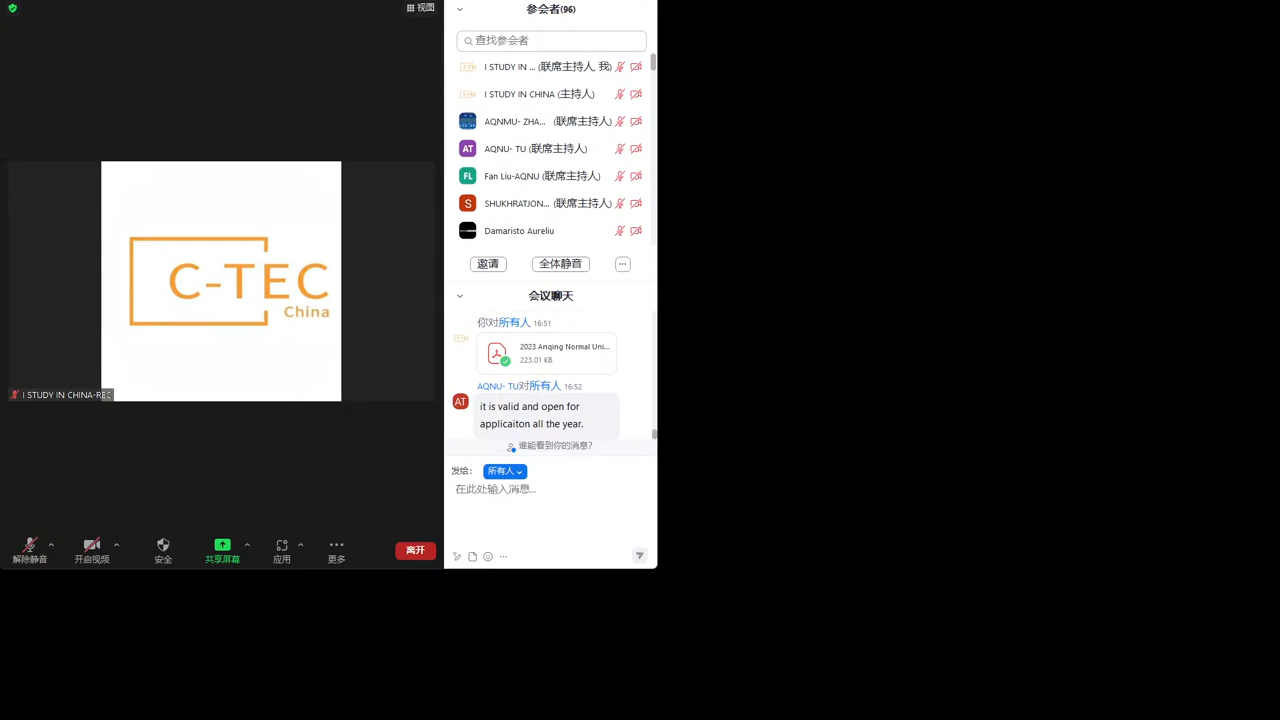 视图
C-TEC
China
I STUDY IN CHINA-REC
解除静音
开启视频
安全
共享屏幕
应用
更多
离开
参会者(96)
查找参会者
I STUDY IN ... (联席主持人, 我)
I STUDY IN CHINA (主持人)
AQNMU- ZHA... (联席主持人)
AT AQNU- TU (联席主持人)
FL Fan Liu-AQNU (联席主持人)
S SHUKHRATJON... (联席主持人)
Damaristo Aureliu
邀请 全体静音 ...
会议聊天
你对所有人 16:51
2023 Anqing Normal Uni...
223.01 KB
AQNU- TU对所有人 16:52
AT it is valid and open for
applicaiton all the year.
谁能看到你的消息?
发给: 所有人
在此处输入消息...